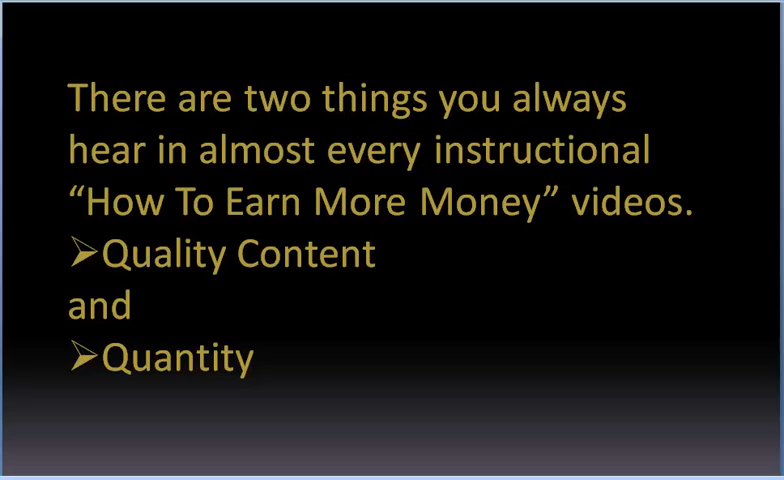 There are two things you always
hear in almost every instructional
“How To Earn More Money” videos.
➢Quality Content
and
➢Quantity